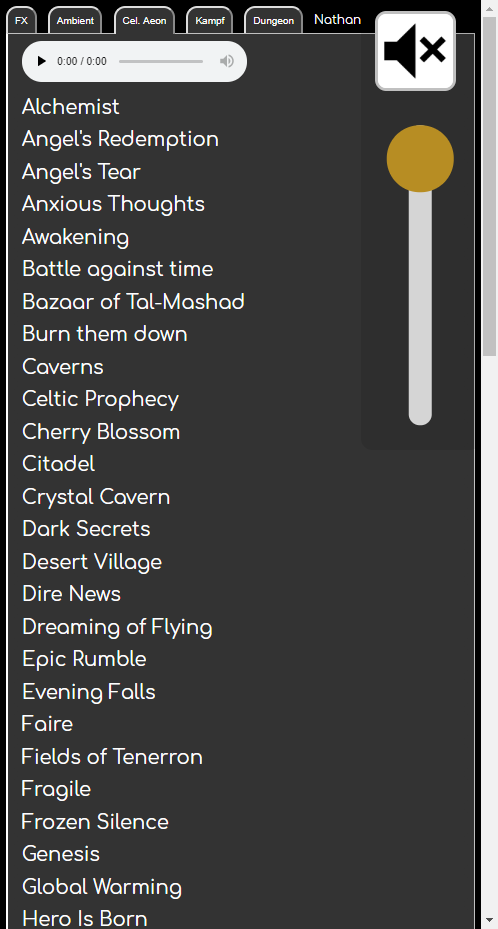 FX Ambient Cel. Aeon Kampf Dungeon Nathan
0:00 / 0:00
Alchemist
Angel's Redemption
Angel's Tear
Anxious Thoughts
Awakening
Battle against time
Bazaar of Tal-Mashad
Burn them down
Caverns
Celtic Prophecy
Cherry Blossom
Citadel
Crystal Cavern
Dark Secrets
Desert Village
Dire News
Dreaming of Flying
Epic Rumble
Evening Falls
Faire
Fields of Tenerron
Fragile
Frozen Silence
Genesis
Global Warming
Hero Is Born